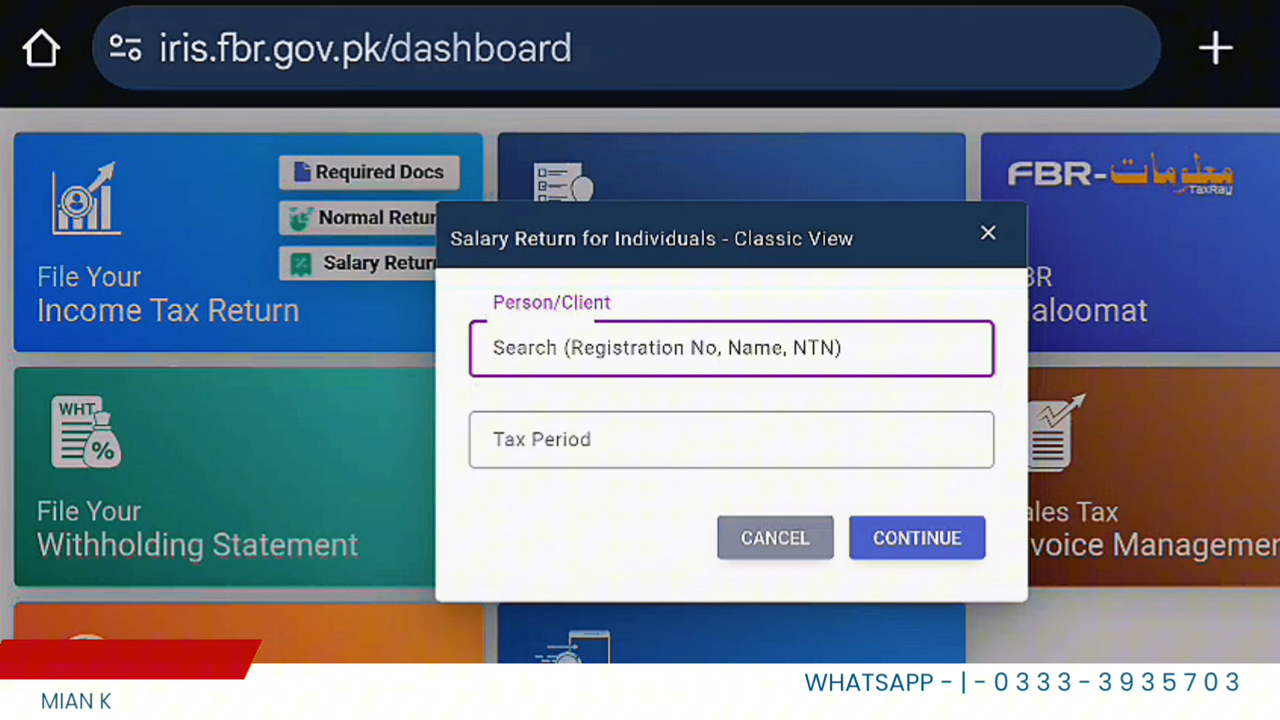 iris.fbr.gov.pk/dashboard
Required Docs
Normal Retur
Salary Return
File Your
Income Tax Return
FBR-معلومات
TaxRay
BR
aloomat
Salary Return for Individuals - Classic View
Person/Client
Search (Registration No, Name, NTN)
Tax Period
CANCEL
CONTINUE
WHT
%
File Your
Withholding Statement
ales Tax
voice Managemen
MIAN K
WHATSAPP - | - 0 3 3 3 - 3 9 3 5 7 0 3